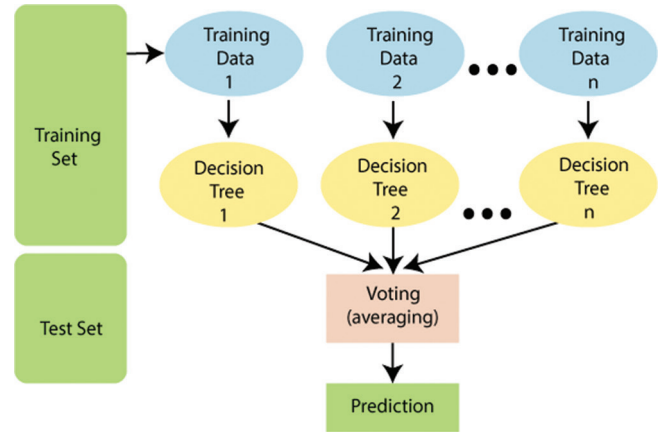 Training
Set
Training
Data
1
Training
Data
2
Training
Data
n
Decision
Tree
1
Decision
Tree
2
Decision
Tree
n
Test Set
Voting
(averaging)
Prediction